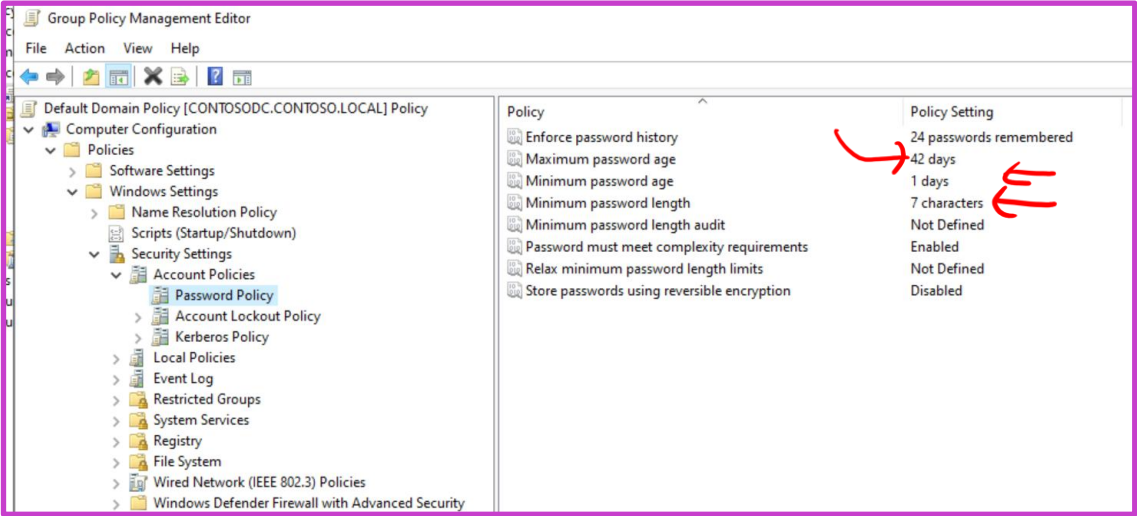 Group Policy Management Editor
File Action View Help
Default Domain Policy [CONTOSODC.CONTOSO.LOCAL] Policy
Computer Configuration
Policies
Software Settings
Windows Settings
Name Resolution Policy
Scripts (Startup/Shutdown)
Security Settings
Account Policies
Password Policy
Account Lockout Policy
Kerberos Policy
Local Policies
Event Log
Restricted Groups
System Services
Registry
File System
Wired Network (IEEE 802.3) Policies
Windows Defender Firewall with Advanced Security
Policy Policy Setting
Enforce password history 24 passwords remembered
Maximum password age 42 days
Minimum password age 1 days
Minimum password length 7 characters
Minimum password length audit Not Defined
Password must meet complexity requirements Enabled
Relax minimum password length limits Not Defined
Store passwords using reversible encryption Disabled